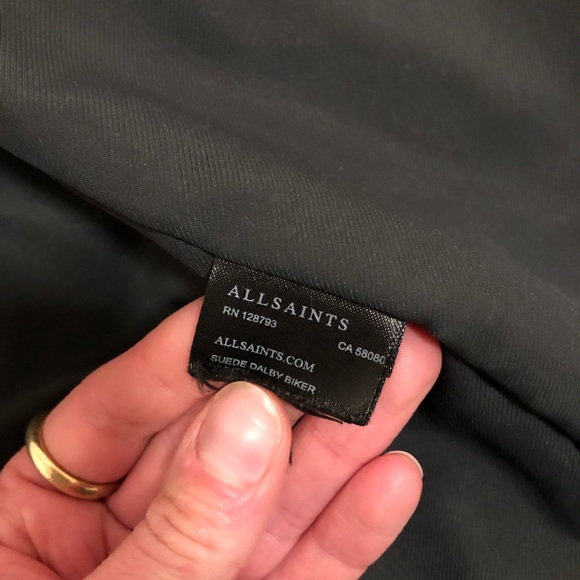 ALLSAINTS
RN 128793 CA 58080
ALLSAINTS.COM
SUEDE DALBY BIKER